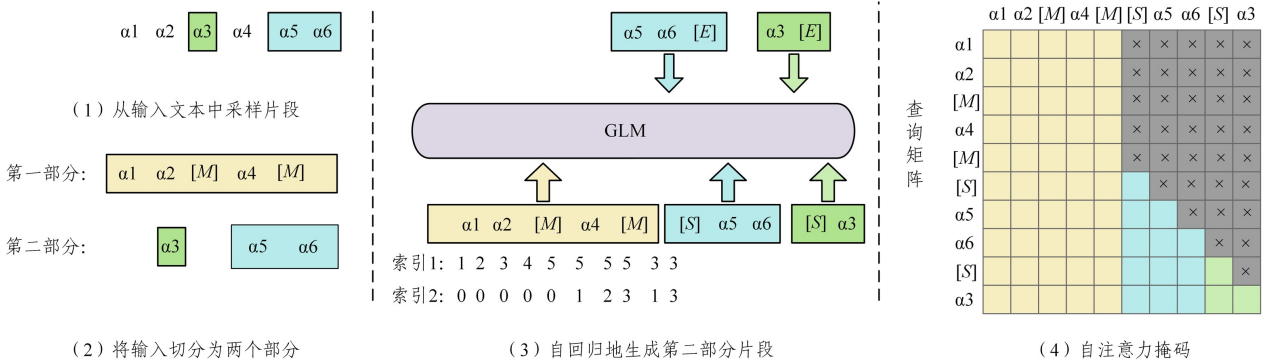 α1 α2 α3 α4 α5 α6
(1)从输入文本中采样片段
第一部分: α1 α2 [M] α4 [M]
第二部分: α3 α5 α6
(2)将输入切分为两个部分
α5 α6 [E] α3 [E]
GLM
α1 α2 [M] α4 [M] [S] α5 α6 [S] α3
索引1: 1 2 3 4 5 5 5 5 3 3
索引2: 0 0 0 0 0 1 2 3 1 3
(3)自回归地生成第二部分片段
α1 α2 [M] α4 [M] [S] α5 α6 [S] α3
查询矩阵
α1 × × × × ×
α2 × × × × ×
[M] × × × × ×
α4 × × × × ×
[M] × × × × ×
[S] × × × ×
α5 × × ×
α6 × ×
[S] ×
α3
(4)自注意力掩码